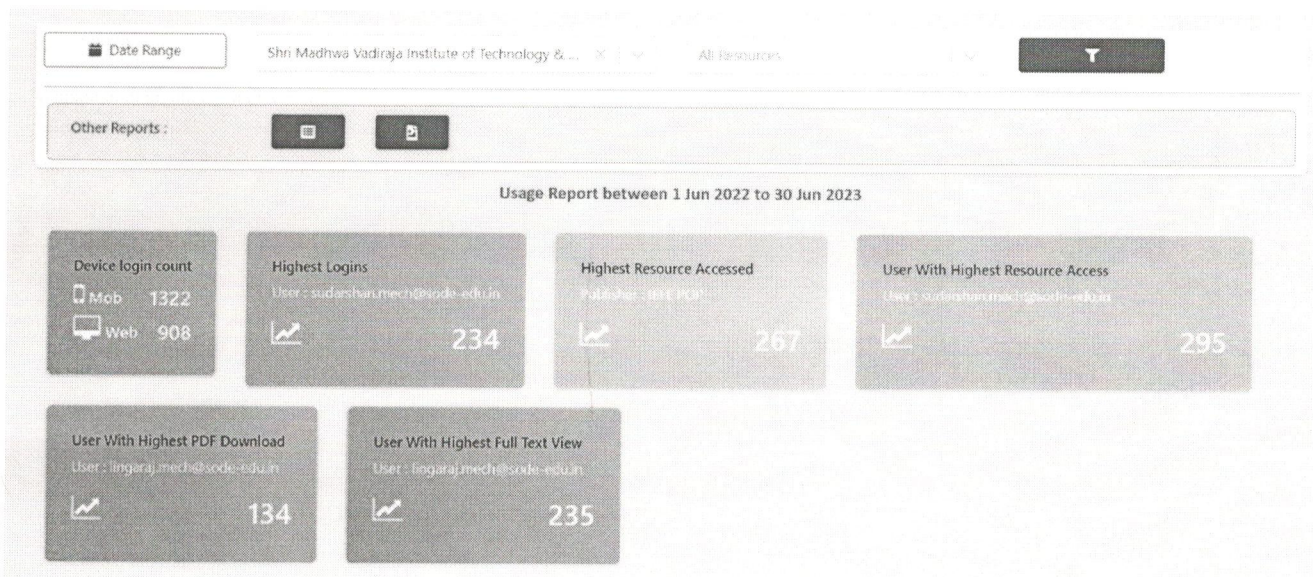 Date Range
Shri Madhwa Vadiraja Institute of Technology & ...
All Resources
Other Reports :
Usage Report between 1 Jun 2022 to 30 Jun 2023
Device login count
Mob 1322
Web 908
Highest Logins
User : sudarshan.mech@sode-edu.in
234
Highest Resource Accessed
Publisher :
267
User With Highest Resource Access
User : sudarshan.mech@sode-edu.in
295
User With Highest PDF Download
User : lingaraj.mech@sode-edu.in
134
User With Highest Full Text View
User : lingaraj.mech@sode-edu.in
235